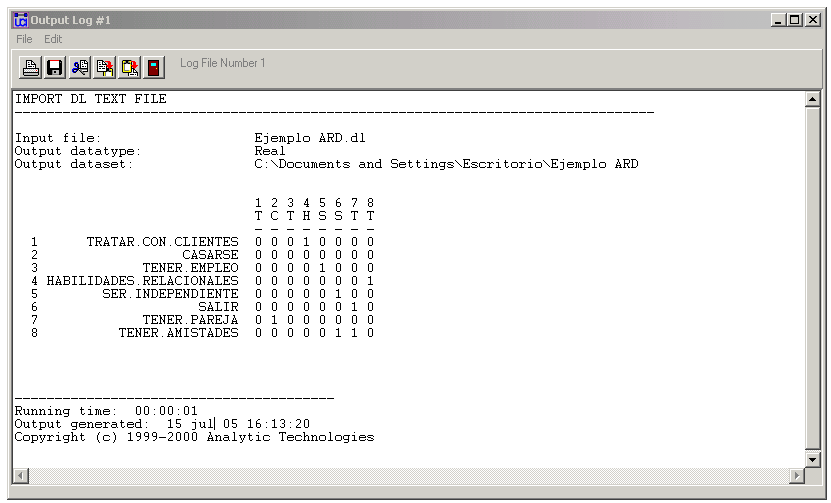 Output Log #1
File Edit
Log File Number 1
IMPORT DL TEXT FILE
--------------------------------------------------------------------------------
Input file: Ejemplo ARD.dl
Output datatype: Real
Output dataset: C:\Documents and Settings\Escritorio\Ejemplo ARD
1 2 3 4 5 6 7 8
T C T H S S T T
- - - - - - - -
1 TRATAR.CON.CLIENTES 0 0 0 1 0 0 0 0
2 CASARSE 0 0 0 0 0 0 0 0
3 TENER.EMPLEO 0 0 0 0 1 0 0 0
4 HABILIDADES.RELACIONALES 0 0 0 0 0 0 0 1
5 SER.INDEPENDIENTE 0 0 0 0 0 1 0 0
6 SALIR 0 0 0 0 0 0 1 0
7 TENER.PAREJA 0 1 0 0 0 0 0 0
8 TENER.AMISTADES 0 0 0 0 0 1 1 0
----------------------------------------
Running time: 00:00:01
Output generated: 15 jul 05 16:13:20
Copyright (c) 1999-2000 Analytic Technologies